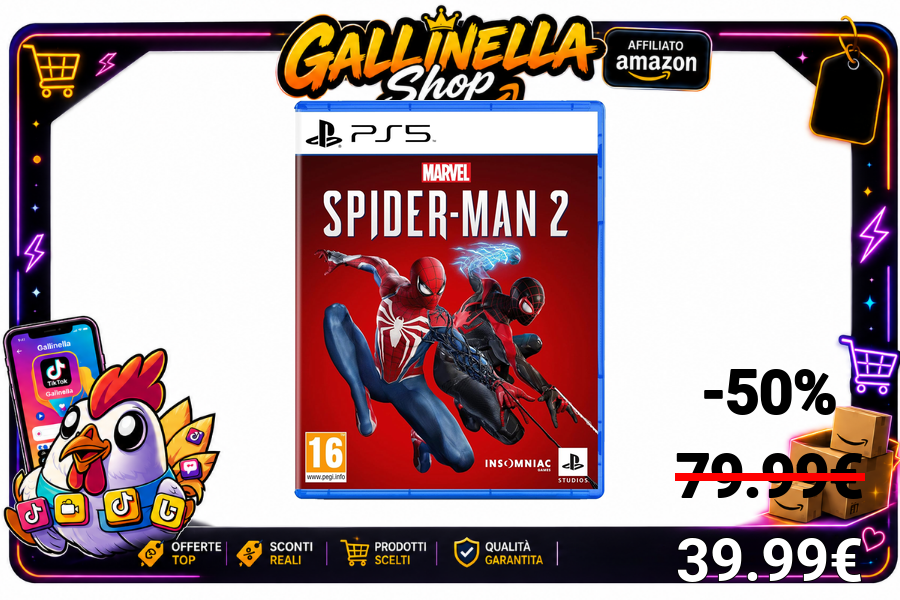 GALLINELLA
Shop
AFFILIATO
amazon
PS5
MARVEL
SPIDER-MAN 2
Gallinella
TikTok
Gallinella
-50%
79.99€
16
www.pegi.info
INSOMNIAC
GAMES
STUDIOS
39.99€
OFFERTE
TOP
SCONTI
REALI
PRODOTTI
SCELTI
QUALITÀ
GARANTITA